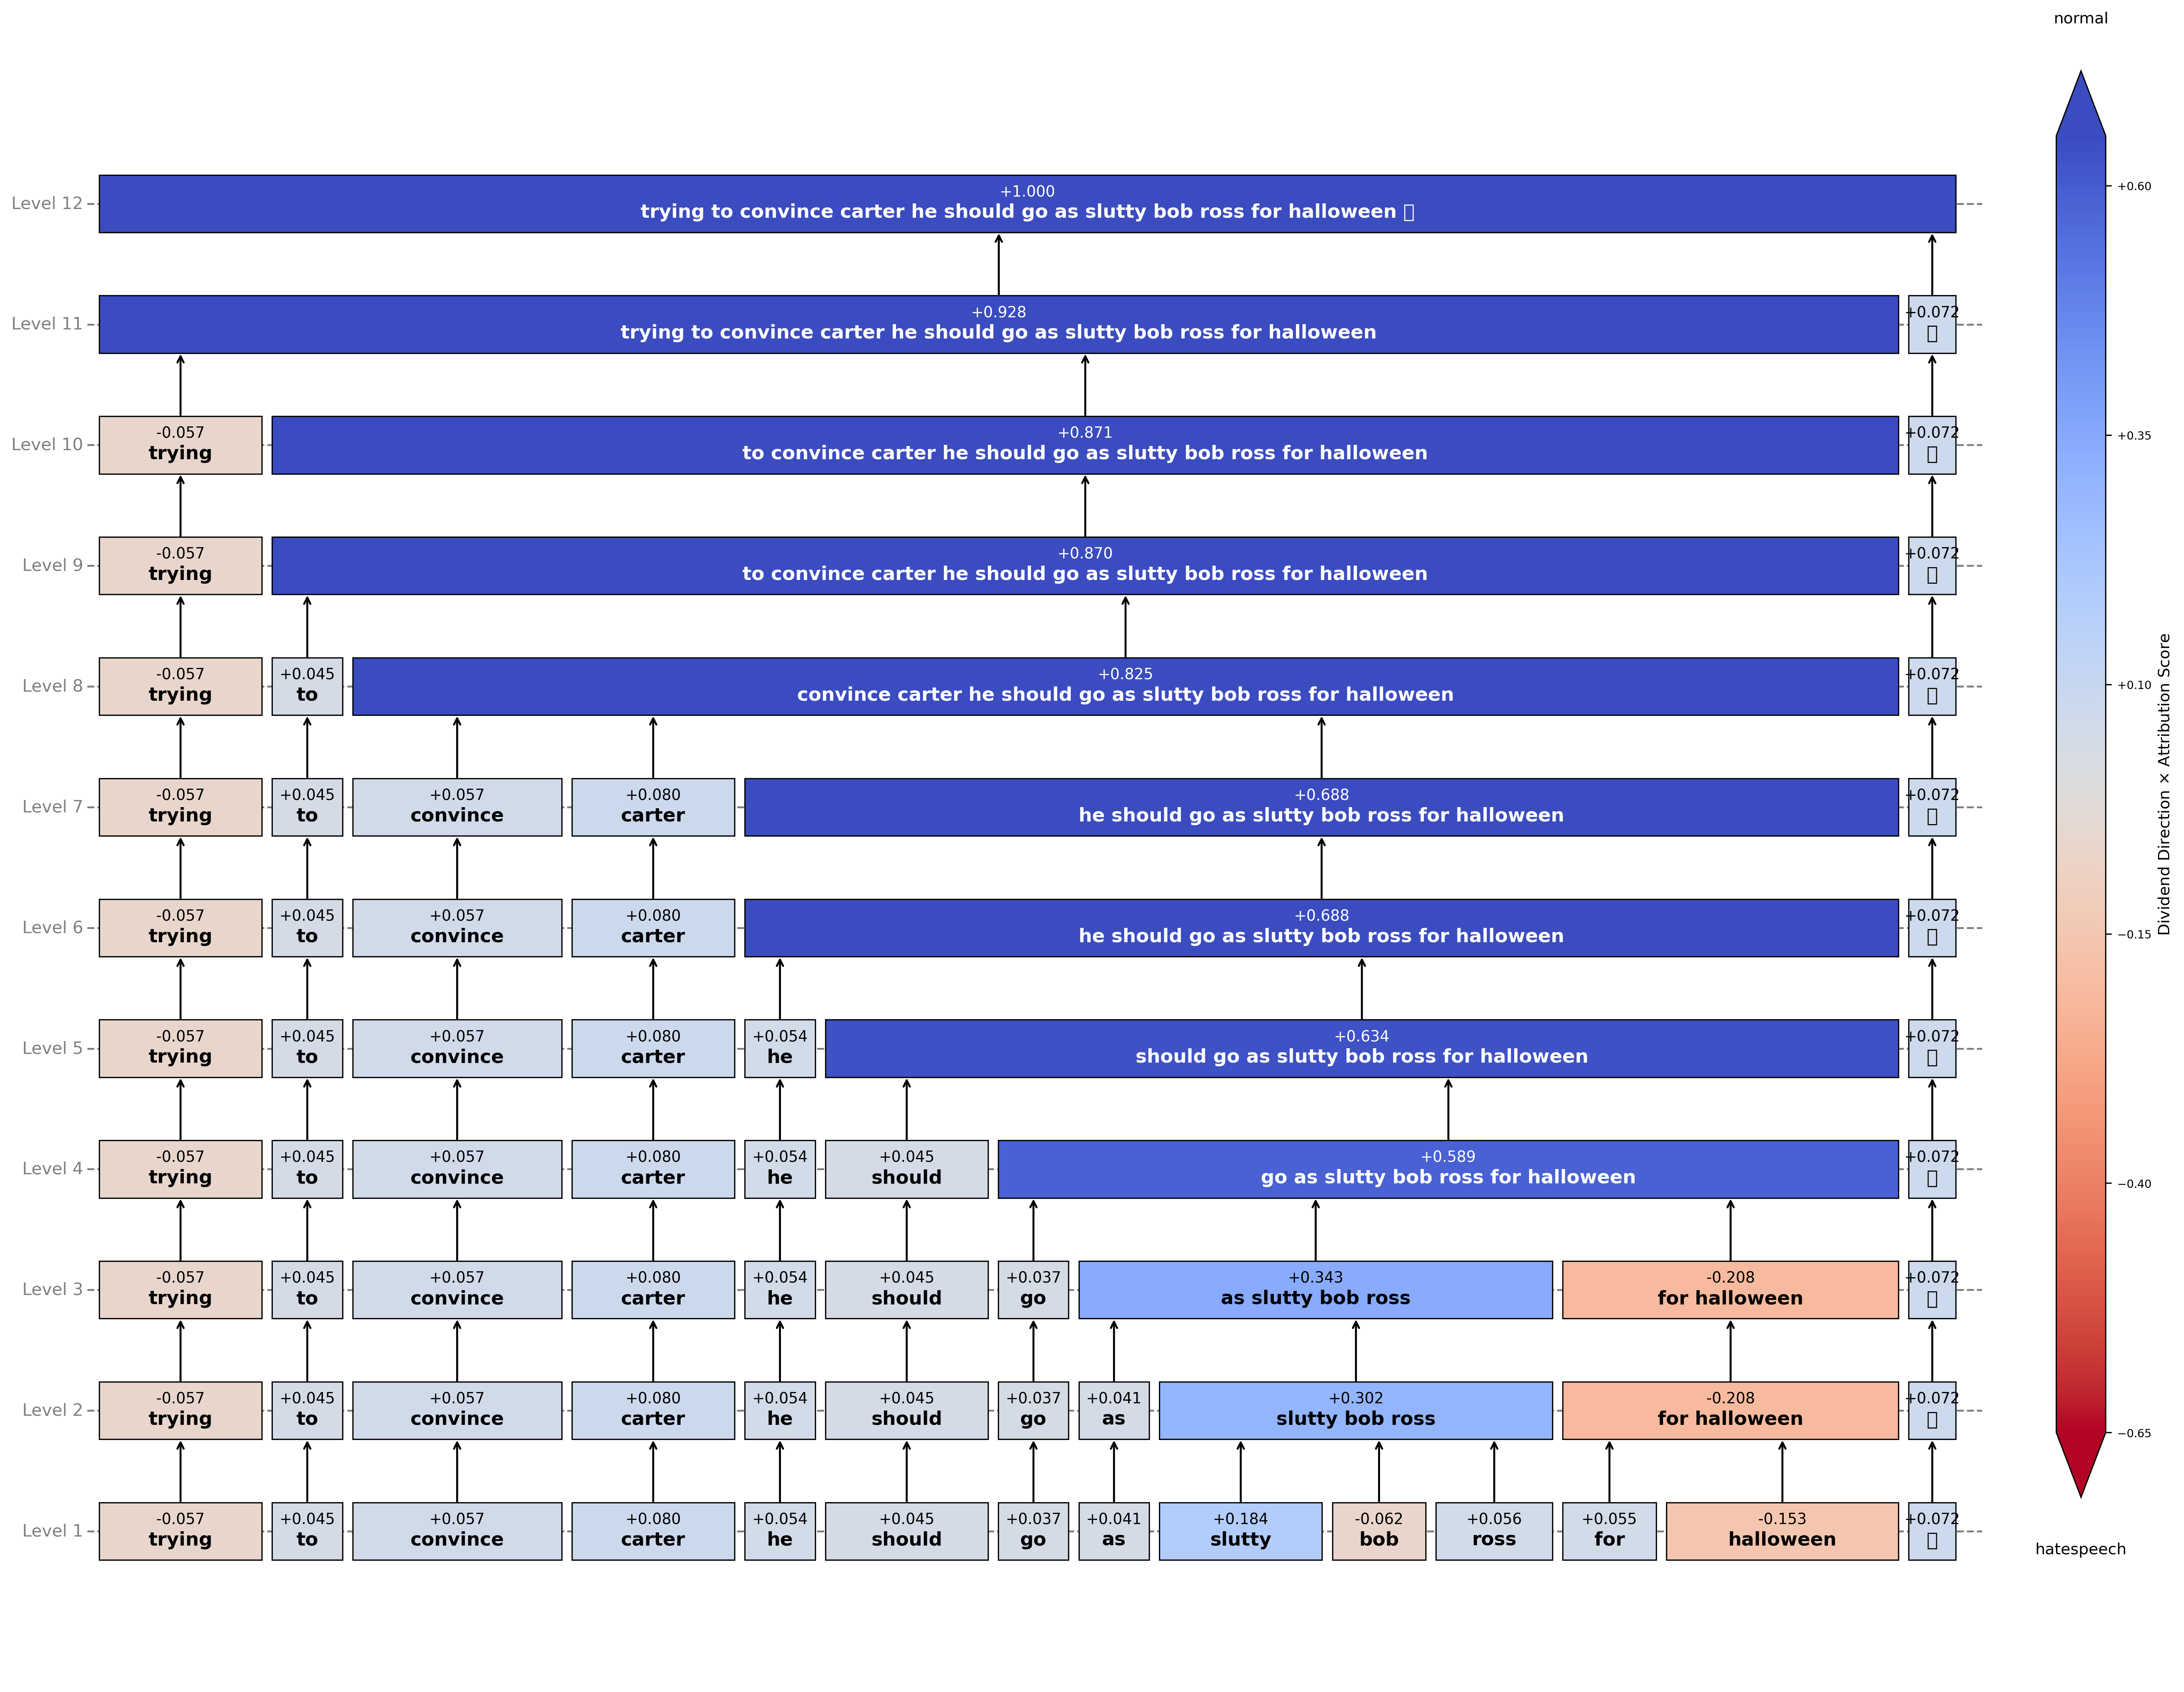 normal
Level 12
+1.000
trying to convince carter he should go as slutty bob ross for halloween ▯
+0.60
Level 11
+0.928
trying to convince carter he should go as slutty bob ross for halloween
+0.072
▯
Level 10
-0.057
trying
+0.871
to convince carter he should go as slutty bob ross for halloween
+0.072
▯
+0.35
Level 9
-0.057
trying
+0.870
to convince carter he should go as slutty bob ross for halloween
+0.072
▯
Level 8
-0.057
trying
+0.045
to
+0.825
convince carter he should go as slutty bob ross for halloween
+0.072
▯
+0.10
Level 7
-0.057
trying
+0.045
to
+0.057
convince
+0.080
carter
+0.688
he should go as slutty bob ross for halloween
+0.072
▯
Dividend Direction × Attribution Score
Level 6
-0.057
trying
+0.045
to
+0.057
convince
+0.080
carter
+0.688
he should go as slutty bob ross for halloween
+0.072
▯
−0.15
Level 5
-0.057
trying
+0.045
to
+0.057
convince
+0.080
carter
+0.054
he
+0.634
should go as slutty bob ross for halloween
+0.072
▯
Level 4
-0.057
trying
+0.045
to
+0.057
convince
+0.080
carter
+0.054
he
+0.045
should
+0.589
go as slutty bob ross for halloween
+0.072
▯
−0.40
Level 3
-0.057
trying
+0.045
to
+0.057
convince
+0.080
carter
+0.054
he
+0.045
should
+0.037
go
+0.343
as slutty bob ross
-0.208
for halloween
+0.072
▯
Level 2
-0.057
trying
+0.045
to
+0.057
convince
+0.080
carter
+0.054
he
+0.045
should
+0.037
go
+0.041
as
+0.302
slutty bob ross
-0.208
for halloween
+0.072
▯
−0.65
Level 1
-0.057
trying
+0.045
to
+0.057
convince
+0.080
carter
+0.054
he
+0.045
should
+0.037
go
+0.041
as
+0.184
slutty
-0.062
bob
+0.056
ross
+0.055
for
-0.153
halloween
+0.072
▯
hatespeech